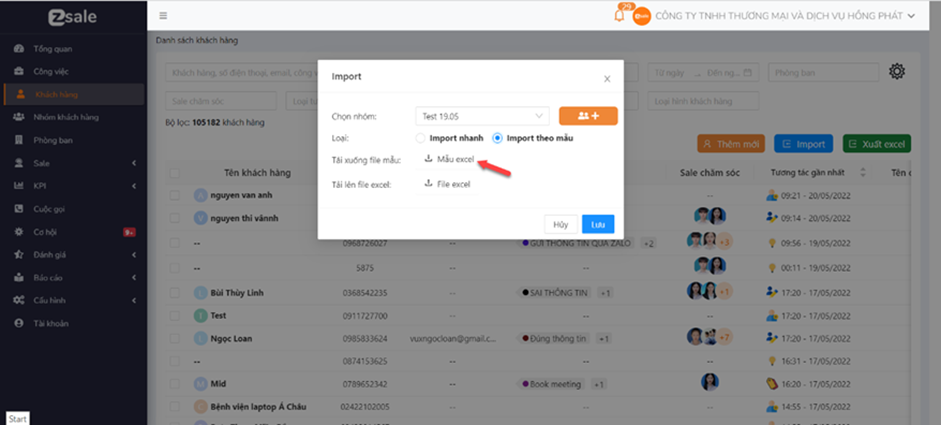 zsale
29
CÔNG TY TNHH THƯƠNG MẠI VÀ DỊCH VỤ HỒNG PHÁT
Tổng quan
Công việc
Khách hàng
Nhóm khách hàng
Phòng ban
Sale
KPI
Cuộc gọi
Cơ hội
9+
Đánh giá
Báo cáo
Cấu hình
Tài khoản
Start
Danh sách khách hàng
Khách hàng, số điện thoại, email, công
Từ ngày
Đến ng...
Phòng ban
Sale chăm sóc
Loại hình khách hàng
Bộ lọc: 105182 khách hàng
Thêm mới
Import
Xuất excel
Import
Chọn nhóm:
Test 19.05
Loại:
Import nhanh
Import theo mẫu
Tải xuống file mẫu:
Mẫu excel
Tải lên file excel:
File excel
Hủy
Lưu
Tên khách hàng
Sale chăm sóc
Tương tác gần nhất
nguyen van anh
09:21 - 20/05/2022
nguyen thi vânnh
09:14 - 20/05/2022
-- 0968726027 -- GỬI THÔNG TIN QUA ZALO +2 +3 09:56 - 19/05/2022
-- 5875 -- -- 00:11 - 19/05/2022
Bùi Thùy Linh 0368542235 -- SAI THÔNG TIN +1 +1 17:20 - 17/05/2022
T Test 0911727700 -- -- 17:20 - 17/05/2022
Ngọc Loan 0985833624 vuxngocloan@gmail.c... Đúng thông tin +1 +7 17:20 - 17/05/2022
-- 0874153625 -- -- 16:31 - 17/05/2022
M Mid 0789652342 -- Book meeting +1 16:20 - 17/05/2022
Bệnh viện laptop Á Châu 02422102005 -- -- 14:55 - 17/05/2022